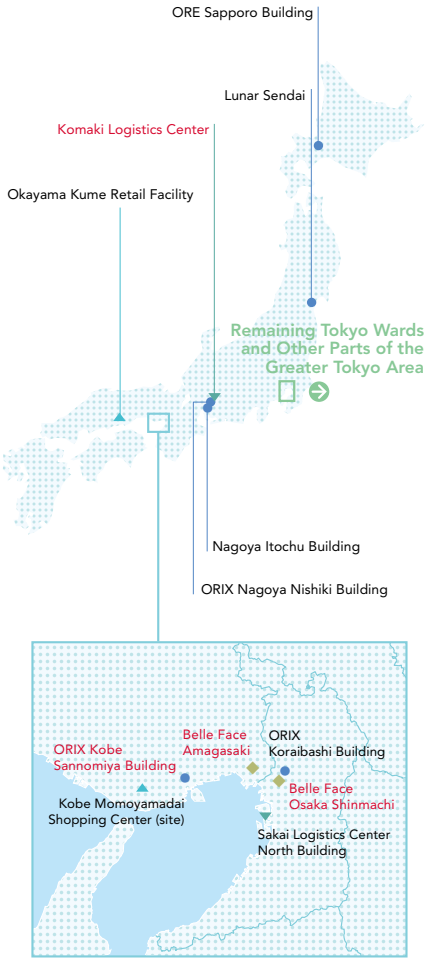 ORE Sapporo Building
Lunar Sendai
Komaki Logistics Center
Okayama Kume Retail Facility
Remaining Tokyo Wards
and Other Parts of the
Greater Tokyo Area
Nagoya Itochu Building
ORIX Nagoya Nishiki Building
Belle Face
Amagasaki
ORIX
Koraibashi Building
ORIX Kobe
Sannomiya Building
Belle Face
Osaka Shinmachi
Kobe Momoyamadai
Shopping Center (site)
Sakai Logistics Center
North Building